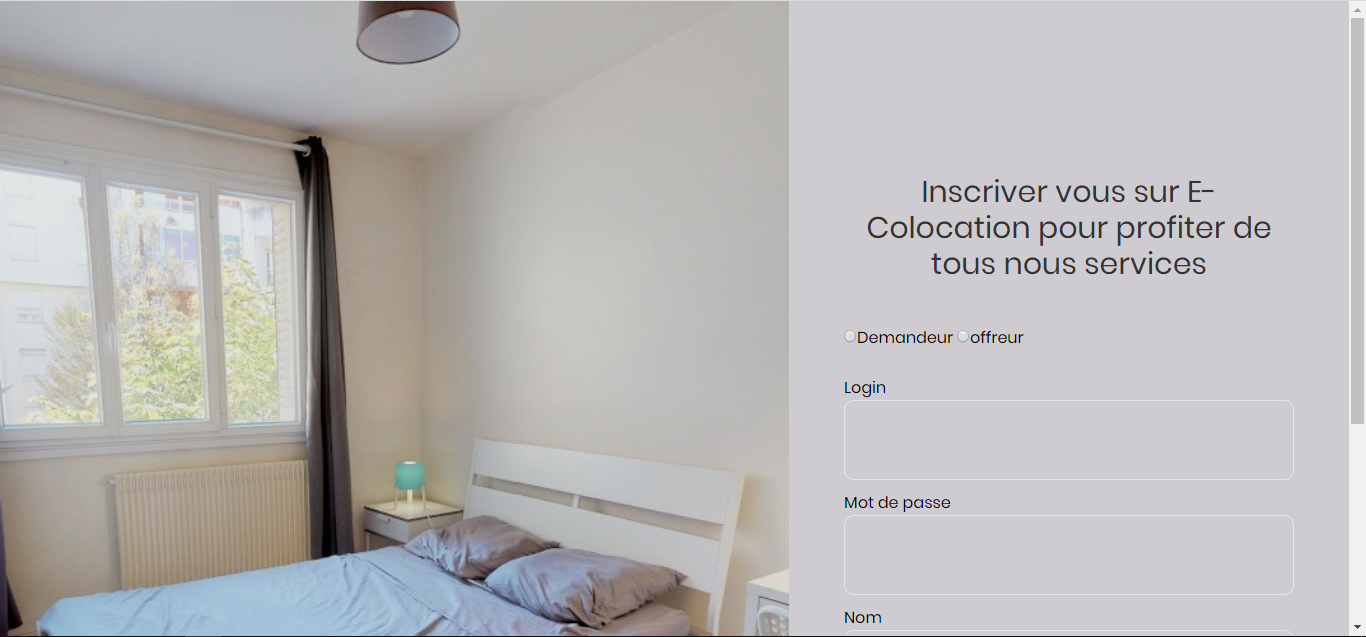 Inscriver vous sur E-
Colocation pour profiter de
tous nous services
Demandeur offreur
Login
Mot de passe
Nom